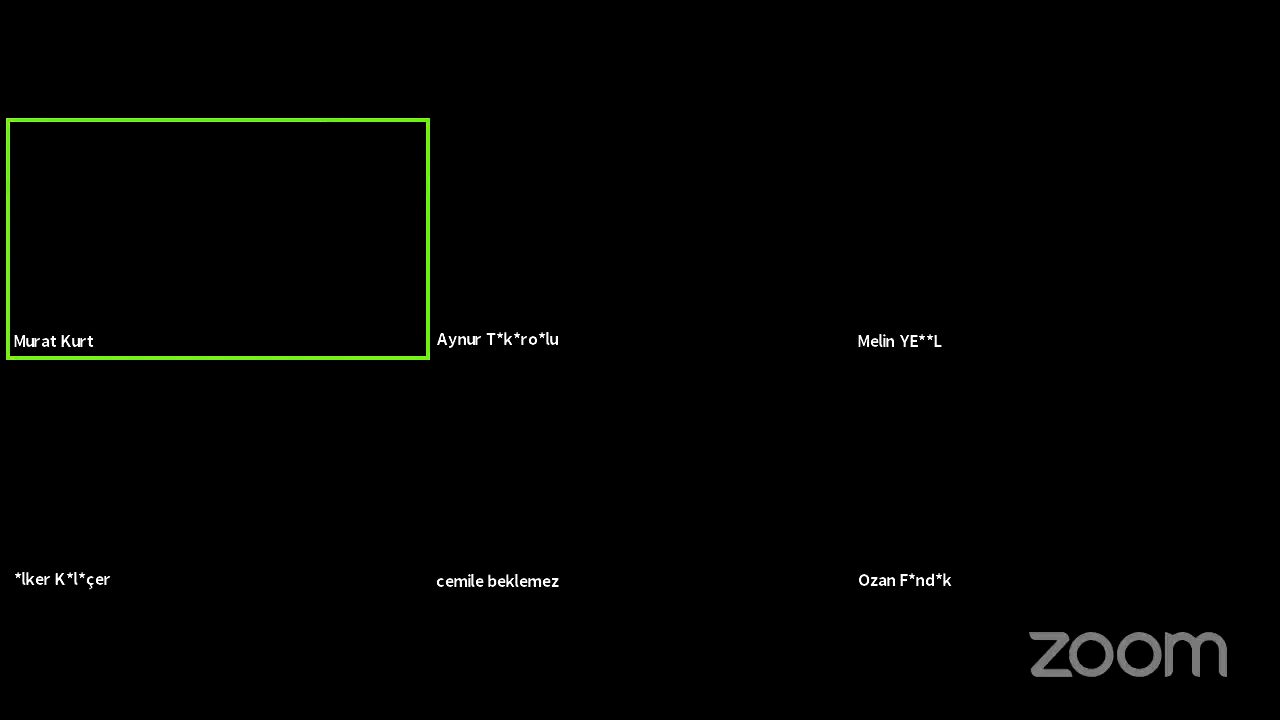 Murat Kurt
Aynur T*k*ro*lu
Melin YE**L
*lker K*l*çer
cemile beklemez
Ozan F*nd*k
zoom